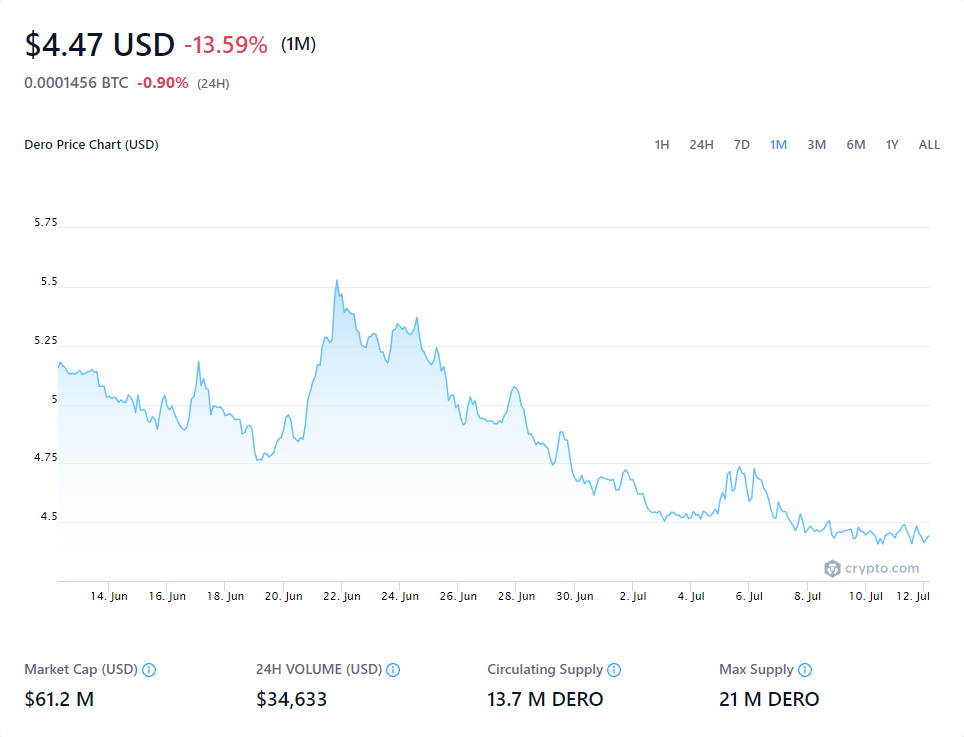 $4.47 USD -13.59% (1M)
0.0001456 BTC -0.90% (24H)
Dero Price Chart (USD) 1H 24H 7D 1M 3M 6M 1Y ALL
5.75
5.5
5.25
5
4.75
4.5
crypto.com
14. Jun 16. Jun 18. Jun 20. Jun 22. Jun 24. Jun 26. Jun 28. Jun 30. Jun 2. Jul 4. Jul 6. Jul 8. Jul 10. Jul 12. Jul
Market Cap (USD) 24H VOLUME (USD) Circulating Supply Max Supply
$61.2 M $34,633 13.7 M DERO 21 M DERO